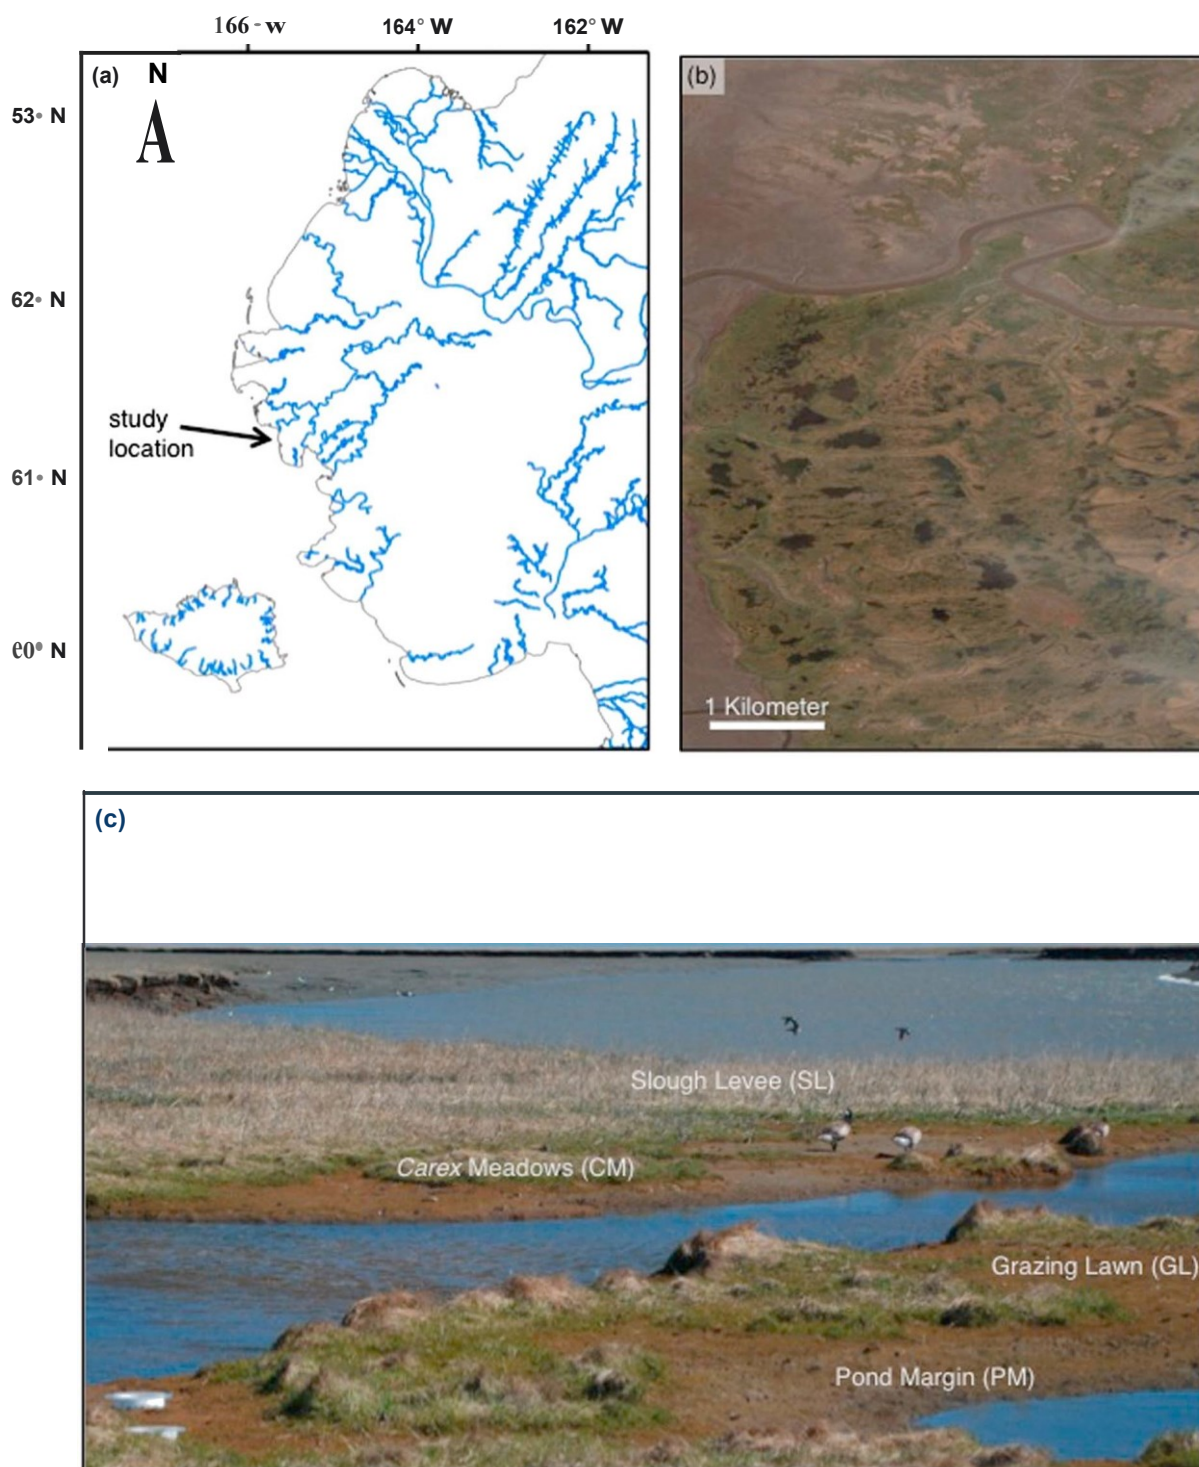 166 - w 164° W 162° W
(a) N
(b)
53• N
A
62• N
study
location
61• N
e0° N
1 Kilometer
(c)
Slough Levee (SL)
Carex Meadows (CM)
Grazing Lawn (GL)
Pond Margin (PM)